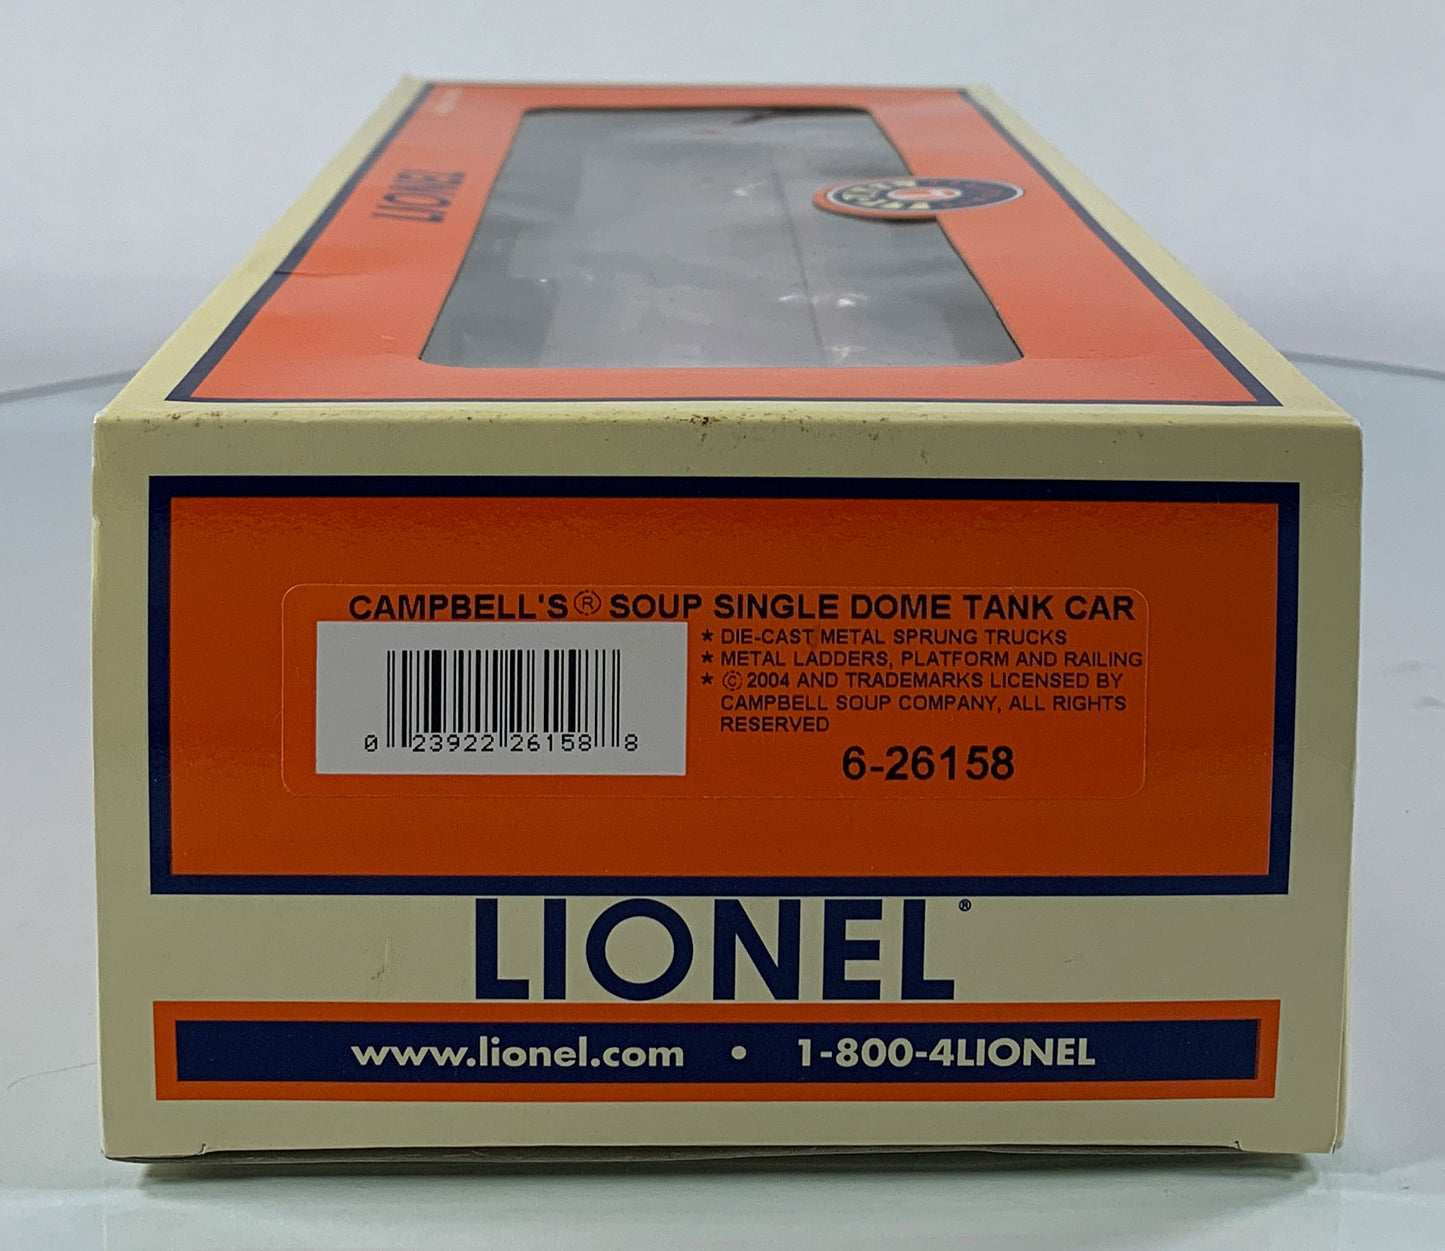 LIONEL
CAMPBELL'S ® SOUP SINGLE DOME TANK CAR
★ DIE-CAST METAL SPRUNG TRUCKS
★ METAL LADDERS, PLATFORM AND RAILING
★ © 2004 AND TRADEMARKS LICENSED BY
CAMPBELL SOUP COMPANY, ALL RIGHTS
RESERVED
0 23922 26158 8
6-26158
LIONEL®
www.lionel.com • 1-800-4LIONEL